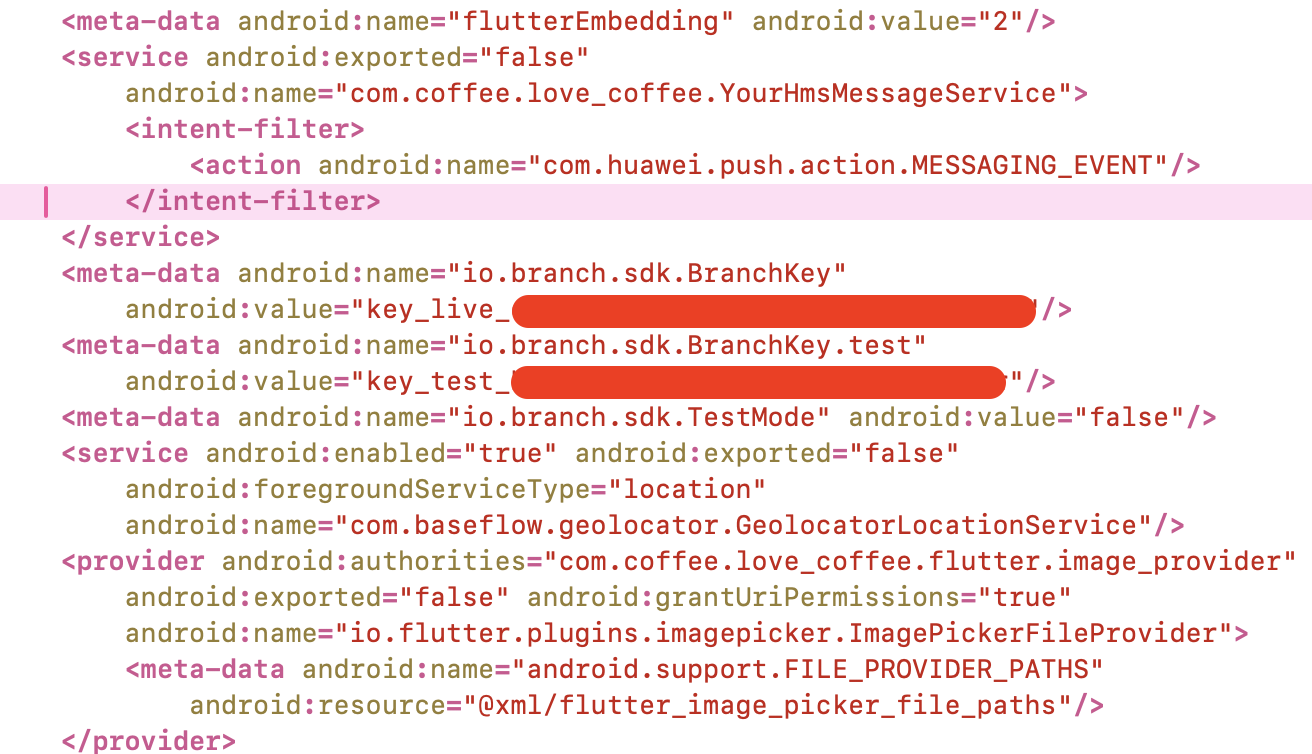 <meta-data android:name="flutterEmbedding" android:value="2"/>
<service android:exported="false"
android:name="com.coffee.love_coffee.YourHmsMessageService">
<intent-filter>
<action android:name="com.huawei.push.action.MESSAGING_EVENT"/>
</intent-filter>
</service>
<meta-data android:name="io.branch.sdk.BranchKey"
android:value="key_live_ "/>
<meta-data android:name="io.branch.sdk.BranchKey.test"
android:value="key_test_ "/>
<meta-data android:name="io.branch.sdk.TestMode" android:value="false"/>
<service android:enabled="true" android:exported="false"
android:foregroundServiceType="location"
android:name="com.baseflow.geolocator.GeolocatorLocationService"/>
<provider android:authorities="com.coffee.love_coffee.flutter.image_provider"
android:exported="false" android:grantUriPermissions="true"
android:name="io.flutter.plugins.imagepicker.ImagePickerFileProvider">
<meta-data android:name="android.support.FILE_PROVIDER_PATHS"
android:resource="@xml/flutter_image_picker_file_paths"/>
</provider>